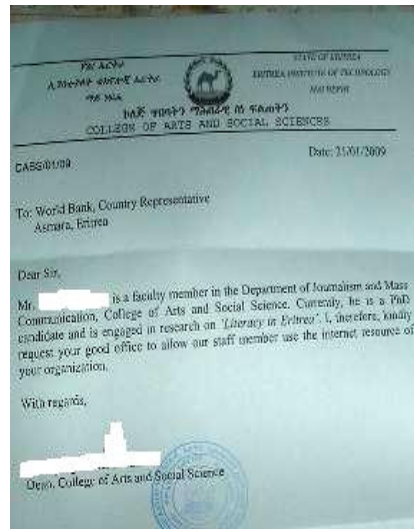 STATE OF ERITREA
ERITREA INSTITUTE OF TECHNOLOGY
MAI NEFHI
COLLEGE OF ARTS AND SOCIAL SCIENCES
CASS/01/09
Date: 21/01/2009
To: World Bank, Country Representative
Asmara, Eritrea
Dear Sir,
Mr. is a faculty member in the Department of Journalism and Mass
Communication, College of Arts and Social Science. Currently, he is a PhD
candidate and is engaged in research on 'Literacy in Eritrea'. I, therefore, kindly
request your good office to allow our staff member use the internet resource of
your organization.
With regards,
Dean, College of Arts and Social Science